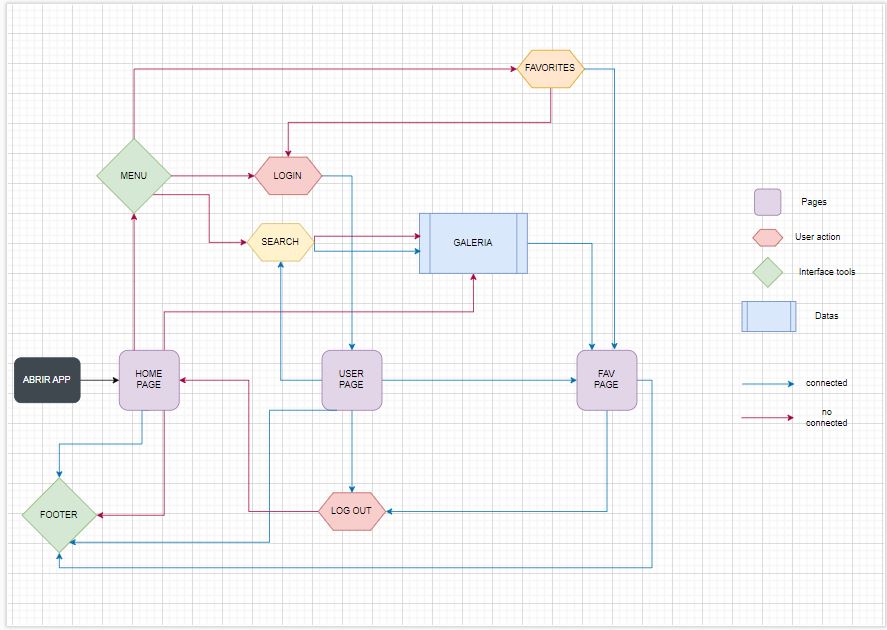 FAVORITES
MENU
LOGIN
SEARCH
GALERIA
ABRIR APP
HOME
PAGE
USER
PAGE
FAV
PAGE
FOOTER
LOG OUT
Pages
User action
Interface tools
Datas
connected
no
connected